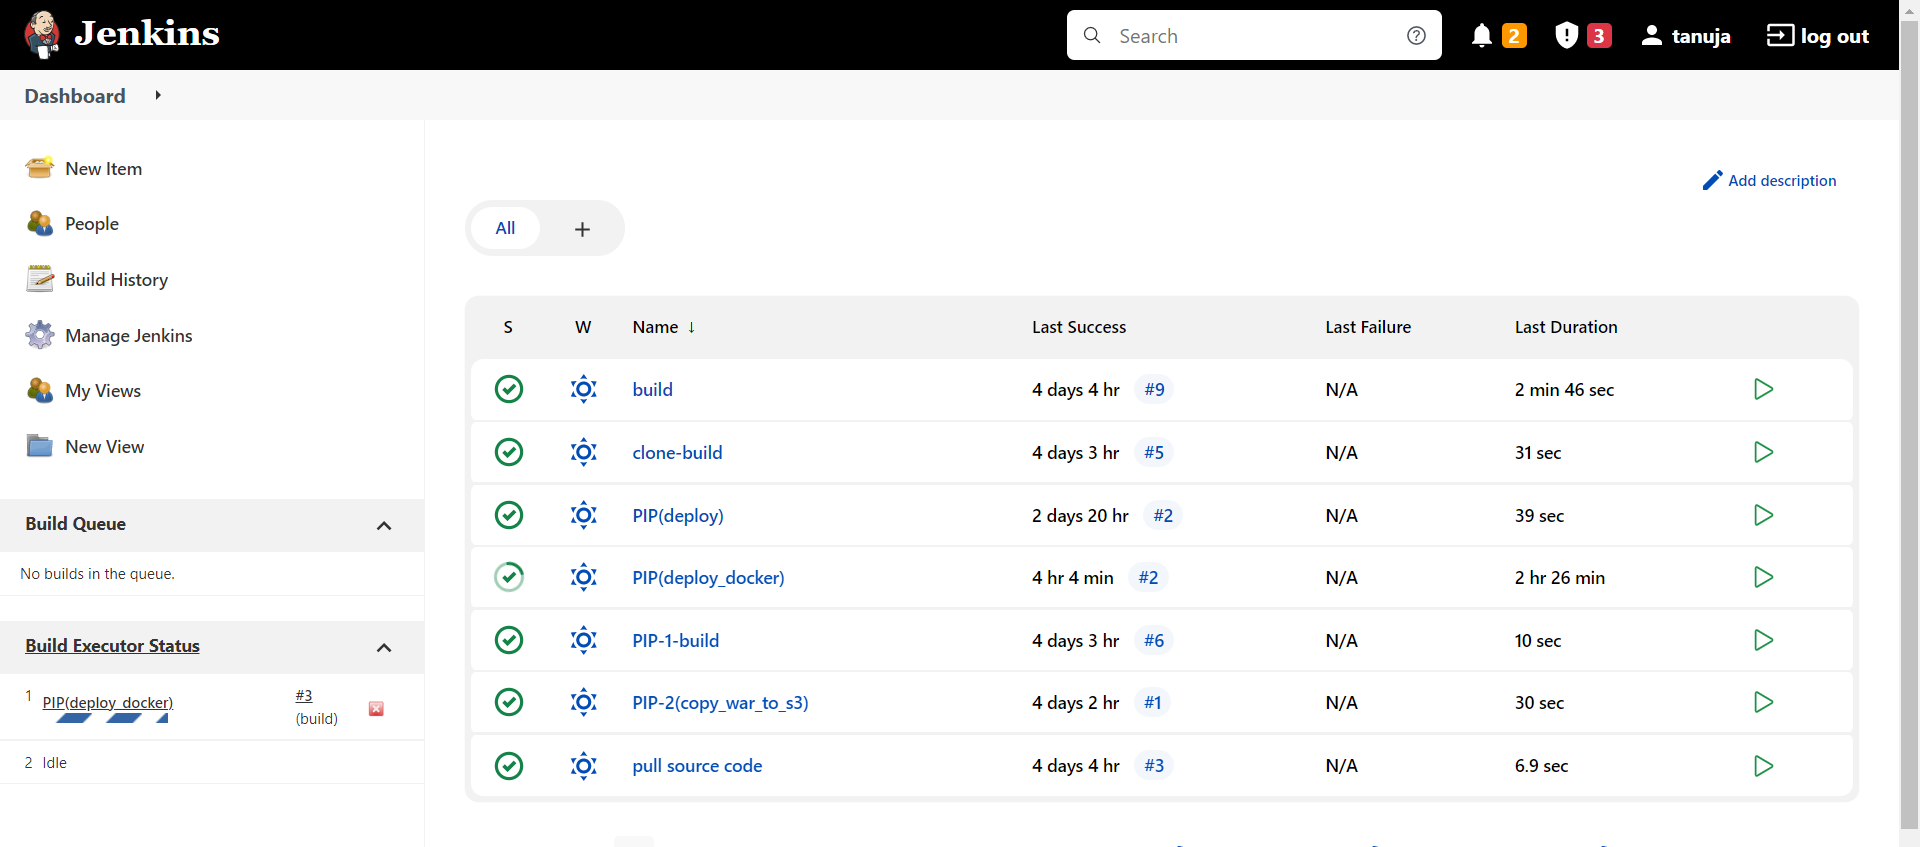 Jenkins
Search
2
3
tanuja
log out
Dashboard
New Item
People
Build History
Manage Jenkins
My Views
New View
Build Queue
No builds in the queue.
Build Executor Status
1 PIP(deploy_docker) #3
(build)
2 Idle
Add description
All +
S W Name ↓ Last Success Last Failure Last Duration
build 4 days 4 hr #9 N/A 2 min 46 sec
clone-build 4 days 3 hr #5 N/A 31 sec
PIP(deploy) 2 days 20 hr #2 N/A 39 sec
PIP(deploy_docker) 4 hr 4 min #2 N/A 2 hr 26 min
PIP-1-build 4 days 3 hr #6 N/A 10 sec
PIP-2(copy_war_to_s3) 4 days 2 hr #1 N/A 30 sec
pull source code 4 days 4 hr #3 N/A 6.9 sec